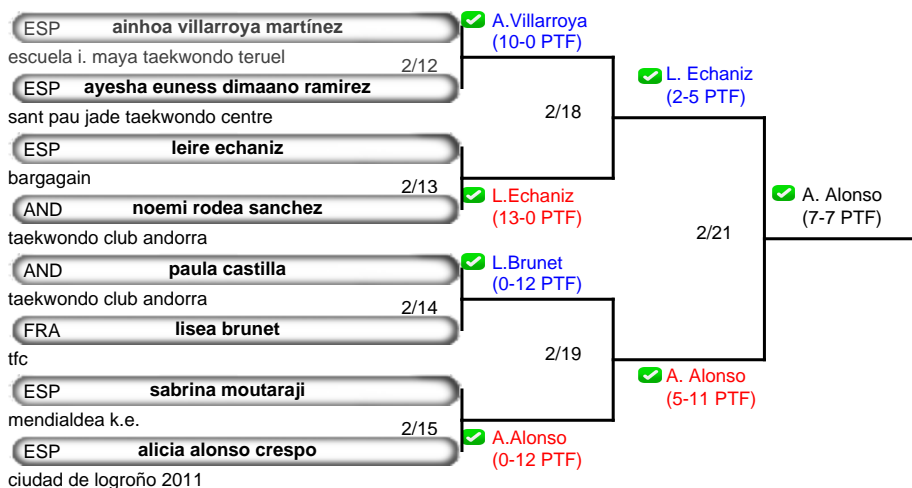 ESP ainhoa villarroya martínez
escuela i. maya taekwondo teruel
2/12
ESP ayesha euness dimaano ramirez
sant pau jade taekwondo centre
A.Villarroya
(10-0 PTF)
ESP leire echaniz
bargagain
2/13
AND noemi rodea sanchez
taekwondo club andorra
L.Echaniz
(13-0 PTF)
2/18
L. Echaniz
(2-5 PTF)
AND paula castilla
taekwondo club andorra
2/14
FRA lisea brunet
tfc
L.Brunet
(0-12 PTF)
ESP sabrina moutaraji
mendialdea k.e.
2/15
ESP alicia alonso crespo
ciudad de logroño 2011
A.Alonso
(0-12 PTF)
2/19
A. Alonso
(5-11 PTF)
2/21
A. Alonso
(7-7 PTF)